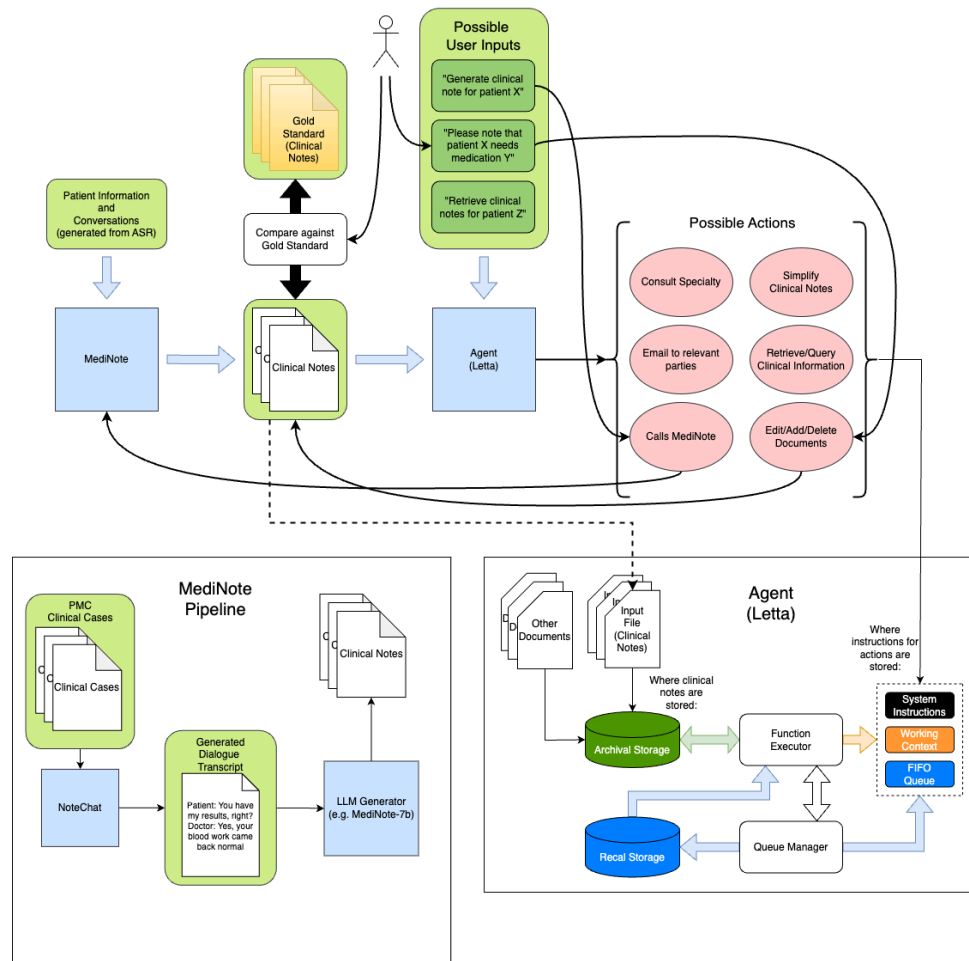 Possible
User Inputs
"Generate clinical
note for patient X"
"Please note that
patient X needs
medication Y"
"Retrieve clinical
notes for patient Z"
Gold
Standard
(Clinical
Notes)
Patient Information
and
Conversations
(generated from ASR)
Compare against
Gold Standard
Possible Actions
Consult Specialty
Simplify
Clinical Notes
Email to relevant
parties
Retrieve/Query
Clinical Information
Calls MediNote
Edit/Add/Delete
Documents
MediNote
C
C
Clinical Notes
Agent
(Letta)
MediNote
Pipeline
PMC
Clinical Cases
C
C
Clinical Cases
NoteChat
Generated
Dialogue
Transcript
Patient: You have
my results, right?
Doctor: Yes, your
blood work came
back normal
C
C
Clinical Notes
LLM Generator
(e.g. MediNote-7b)
Agent
(Letta)
D
D
Other
Documents
In
In
Input
File
(Clinical
Notes)
Where clinical
notes are
stored:
Where
instructions for
actions are
stored:
Archival Storage
Function
Executor
System
Instructions
Working
Context
FIFO
Queue
Recal Storage
Queue Manager